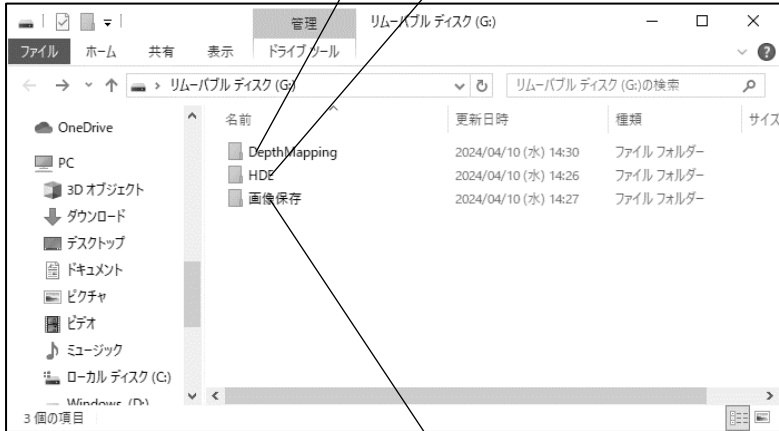 管理
リムーバブル ディスク (G:)
ファイル
ホーム
共有
表示
ドライブ ツール
リムーバブル ディスク (G:)
リムーバブル ディスク (G:)の検索
名前
更新日時
種類
サイズ
OneDrive
PC
3D オブジェクト
ダウンロード
デスクトップ
ドキュメント
ピクチャ
ビデオ
ミュージック
ローカル ディスク (C:)
Windows (D:)
DepthMapping 2024/04/10 (水) 14:30 ファイル フォルダー
HDE 2024/04/10 (水) 14:26 ファイル フォルダー
画像保存 2024/04/10 (水) 14:27 ファイル フォルダー
3 個の項目